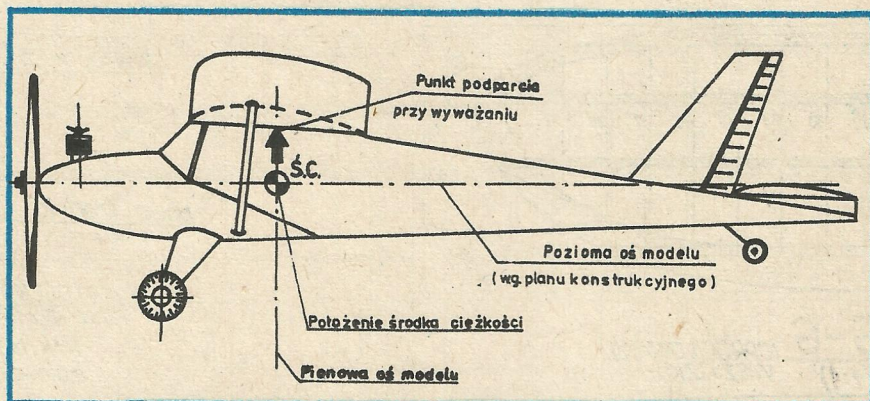 Punkt podparcia
przy wyważaniu
Ś.C.
Pozioma oś modelu
(wg. planu konstrukcyjnego)
Położenie środka ciężkości
Pionowa oś modelu